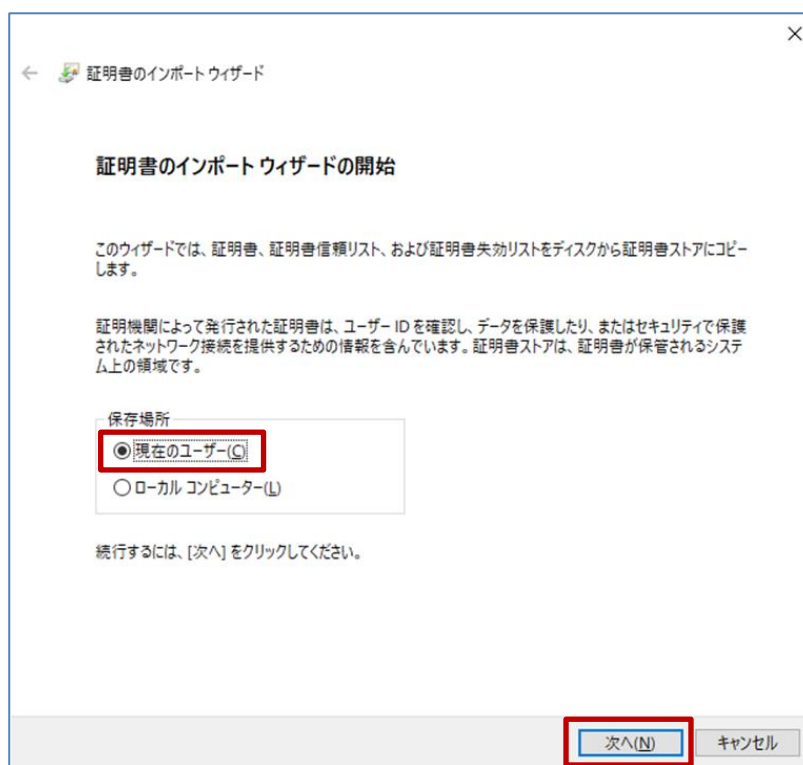 証明書のインポート ウィザード
証明書のインポート ウィザードの開始
このウィザードでは、証明書、証明書信頼リスト、および証明書失効リストをディスクから証明書ストアにコピー
します。
証明機関によって発行された証明書は、ユーザー ID を確認し、データを保護したり、またはセキュリティで保護
されたネットワーク接続を提供するための情報を含んでいます。証明書ストアは、証明書が保管されるシステ
ム上の領域です。
保存場所
現在のユーザー(C)
ローカル コンピューター(L)
続行するには、[次へ] をクリックしてください。
次へ(N)
キャンセル